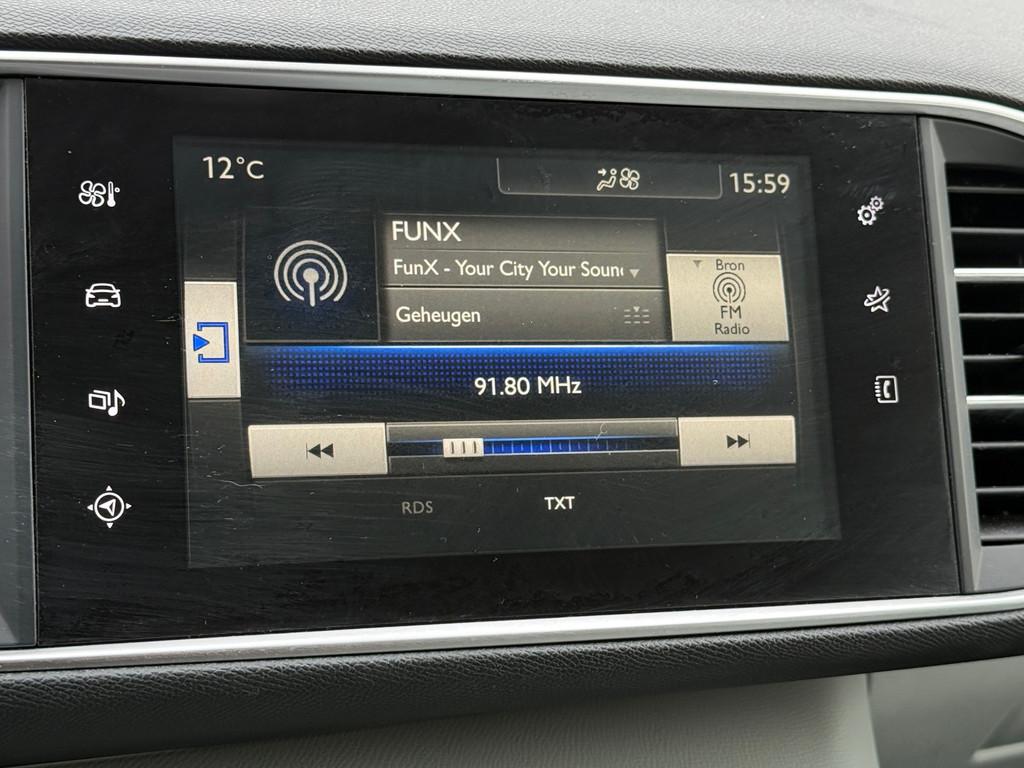 12°C
15:59
FUNX
FunX - Your City Your Soun
Geheugen
Bron
FM
Radio
91.80 MHz
RDS
TXT